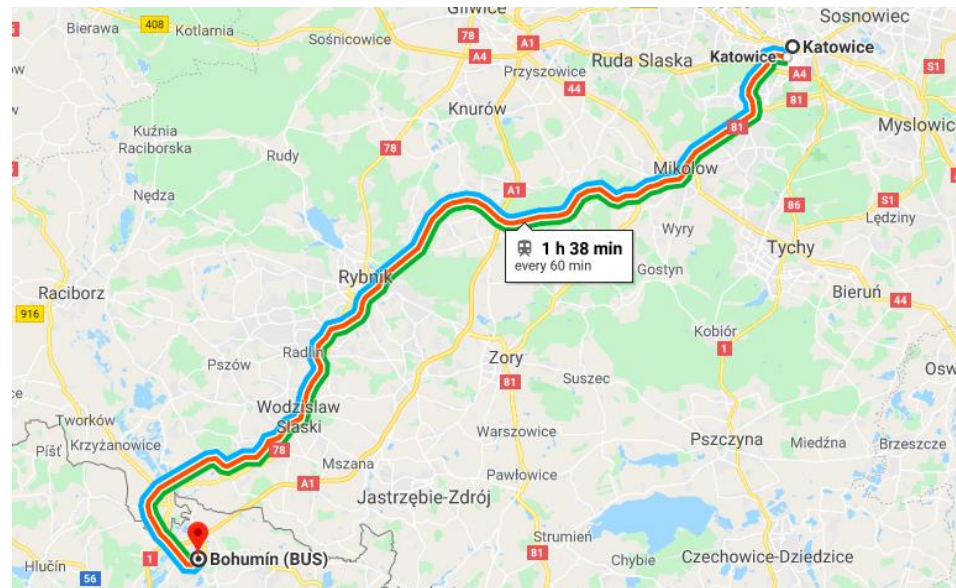 Gliwice
Sosnowiec
408
Bierawa
Kotlarnia
Sośnicowice
78
A1
A4
Ruda Slaska
Katowice
Katowice
A4
S1
Przyszowice
44
Knurów
81
Myslowic
Kuźnia
Raciborska
Rudy
78
81
Nędza
Mikolow
A1
86
S1
Lędziny
Wyry
1 h 38 min
every 60 min
Tychy
Gostyn
Rybnik
Bieruń
44
Raciborz
916
Kobiór
1
Radlin
Pszów
Zory
81
Suszec
Osw
Wodzislaw
Slaski
Tworków
Krzyżanowice
Píšť
78
Warszowice
Pszczyna
Miedźna
Brzeszcze
Mszana
A1
Pawłowice
Jastrzębie-Zdrój
Strumień
81
Chybie
Czechowice-Dziedzice
1
Bohumín (BUS)
Hlučín
56